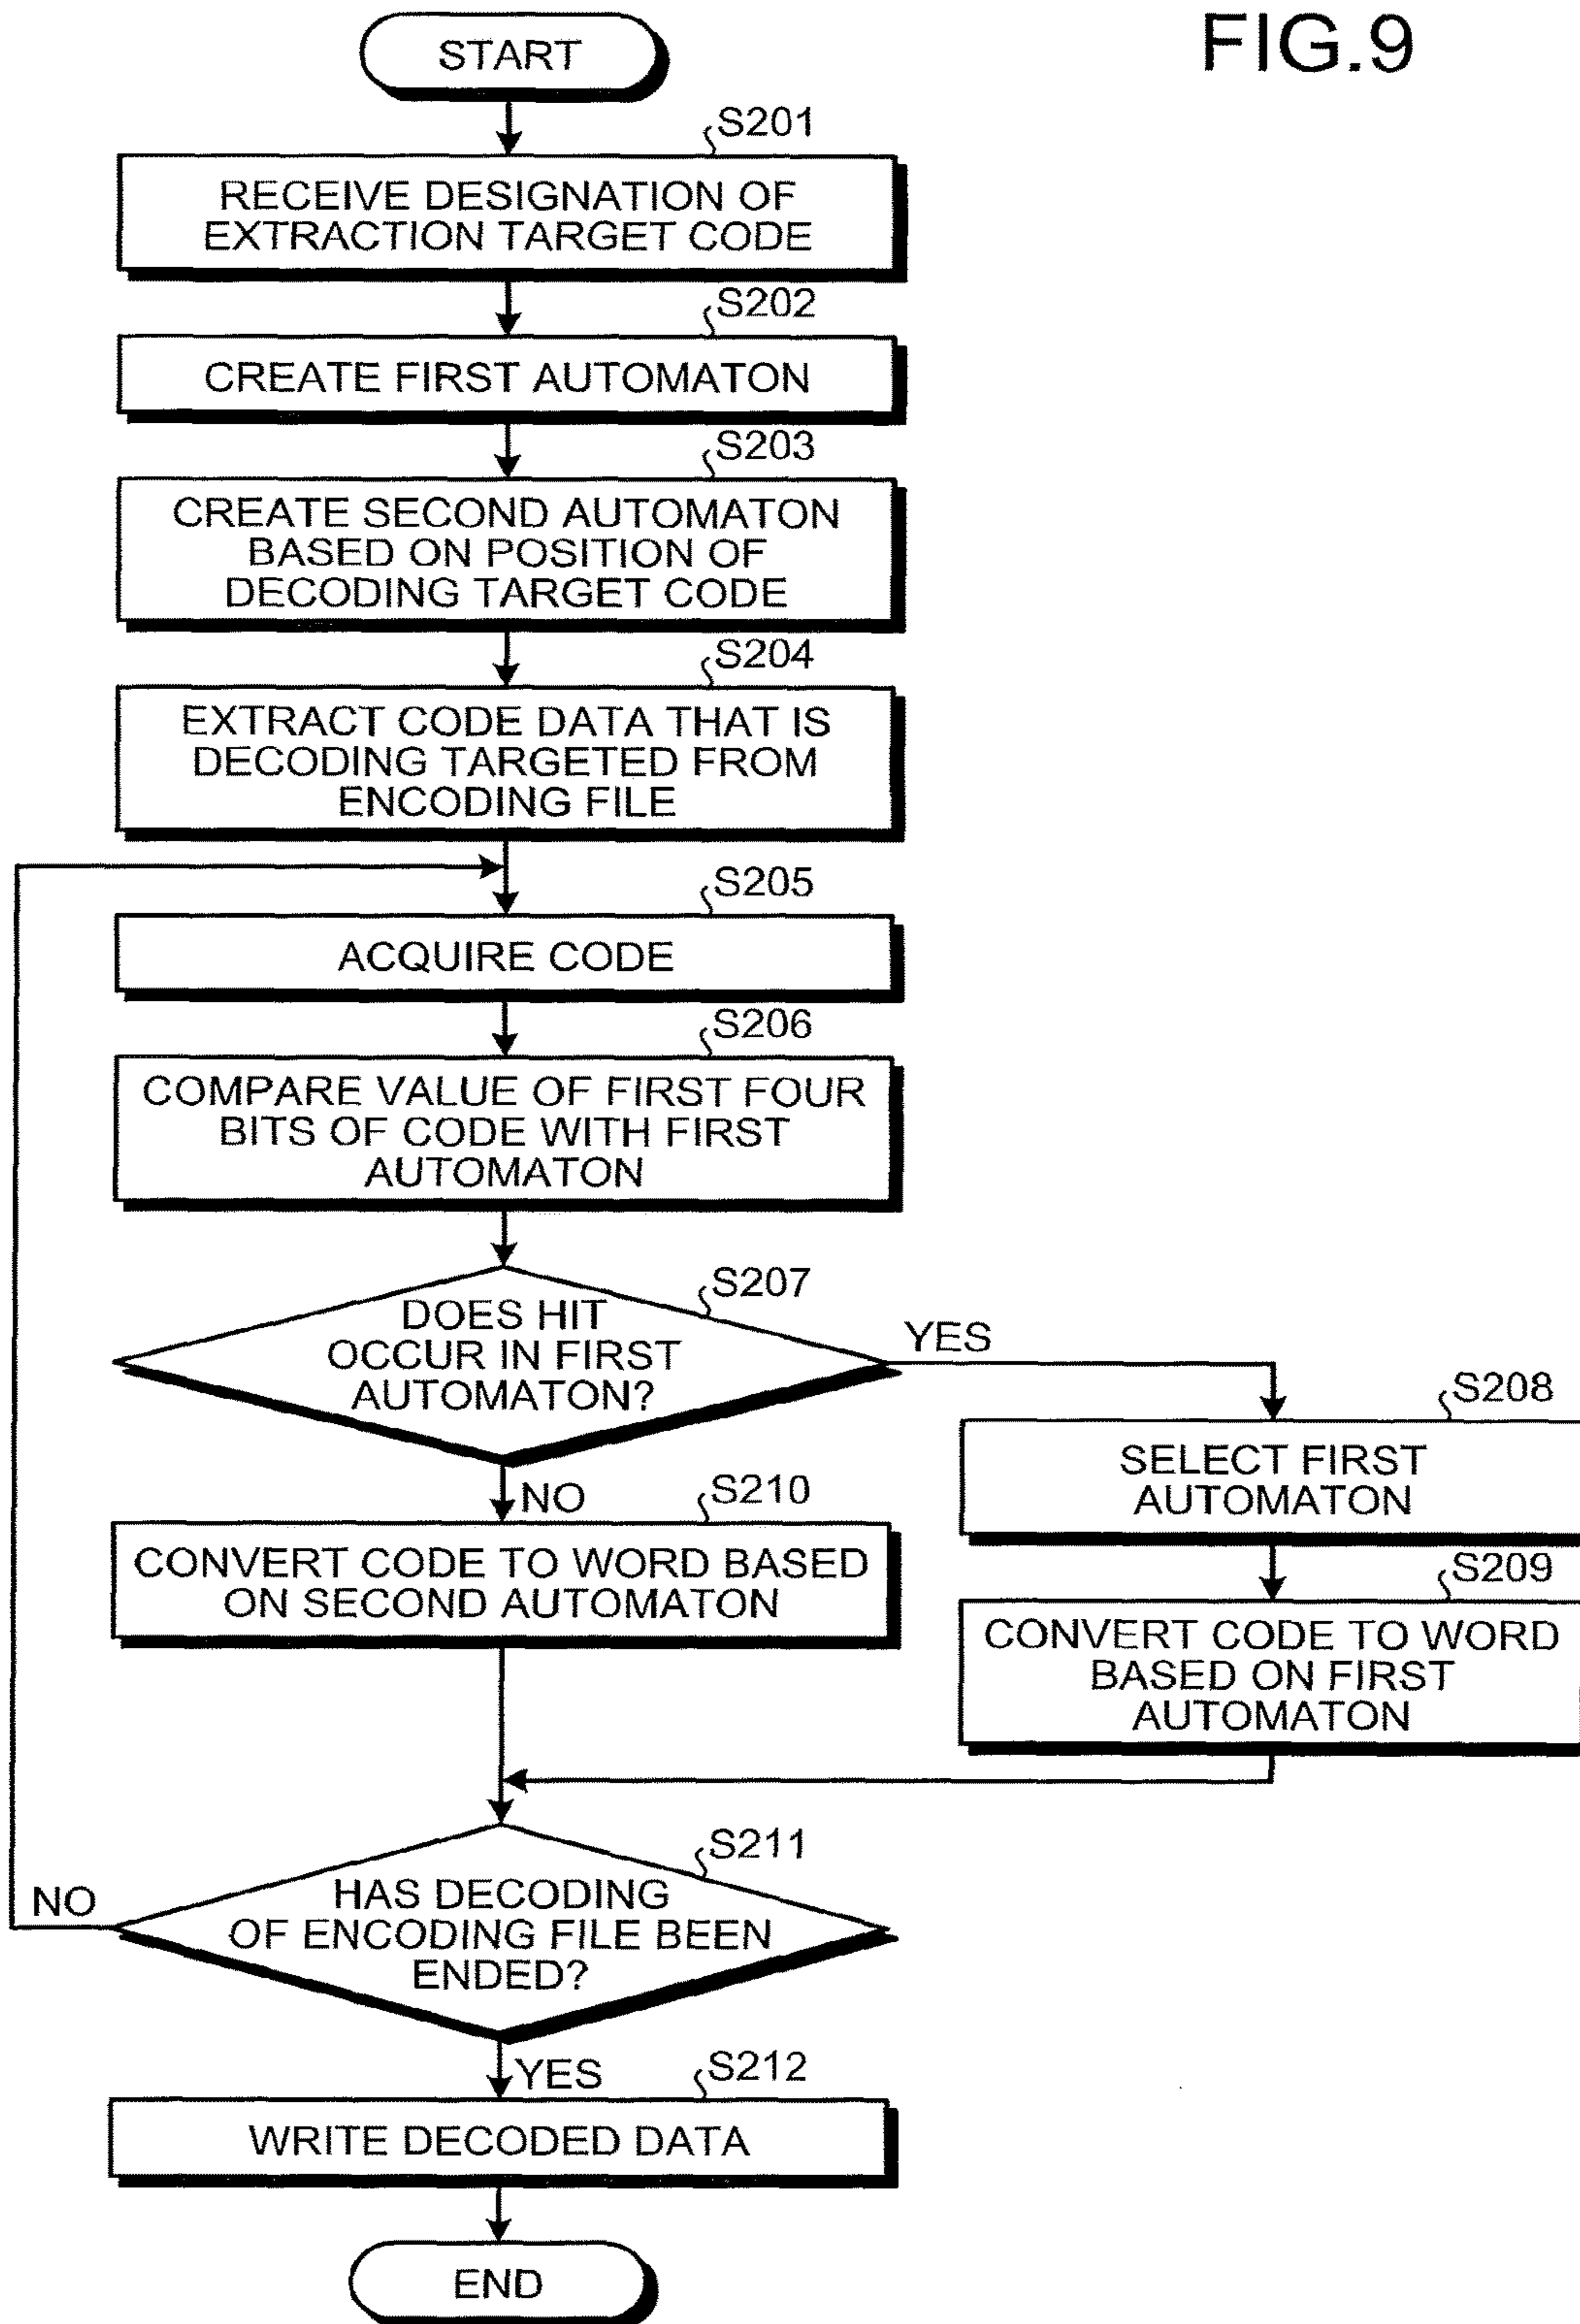 FIG.9
START
S201
RECEIVE DESIGNATION OF
EXTRACTION TARGET CODE
S202
CREATE FIRST AUTOMATON
S203
CREATE SECOND AUTOMATON
BASED ON POSITION OF
DECODING TARGET CODE
S204
EXTRACT CODE DATA THAT IS
DECODING TARGETED FROM
ENCODING FILE
S205
ACQUIRE CODE
S206
COMPARE VALUE OF FIRST FOUR
BITS OF CODE WITH FIRST
AUTOMATON
S207
DOES HIT
OCCUR IN FIRST
AUTOMATON?
YES
S208
SELECT FIRST
AUTOMATON
S209
CONVERT CODE TO WORD
BASED ON FIRST
AUTOMATON
NO
S210
CONVERT CODE TO WORD BASED
ON SECOND AUTOMATON
S211
HAS DECODING
OF ENCODING FILE BEEN
ENDED?
NO
YES
S212
WRITE DECODED DATA
END